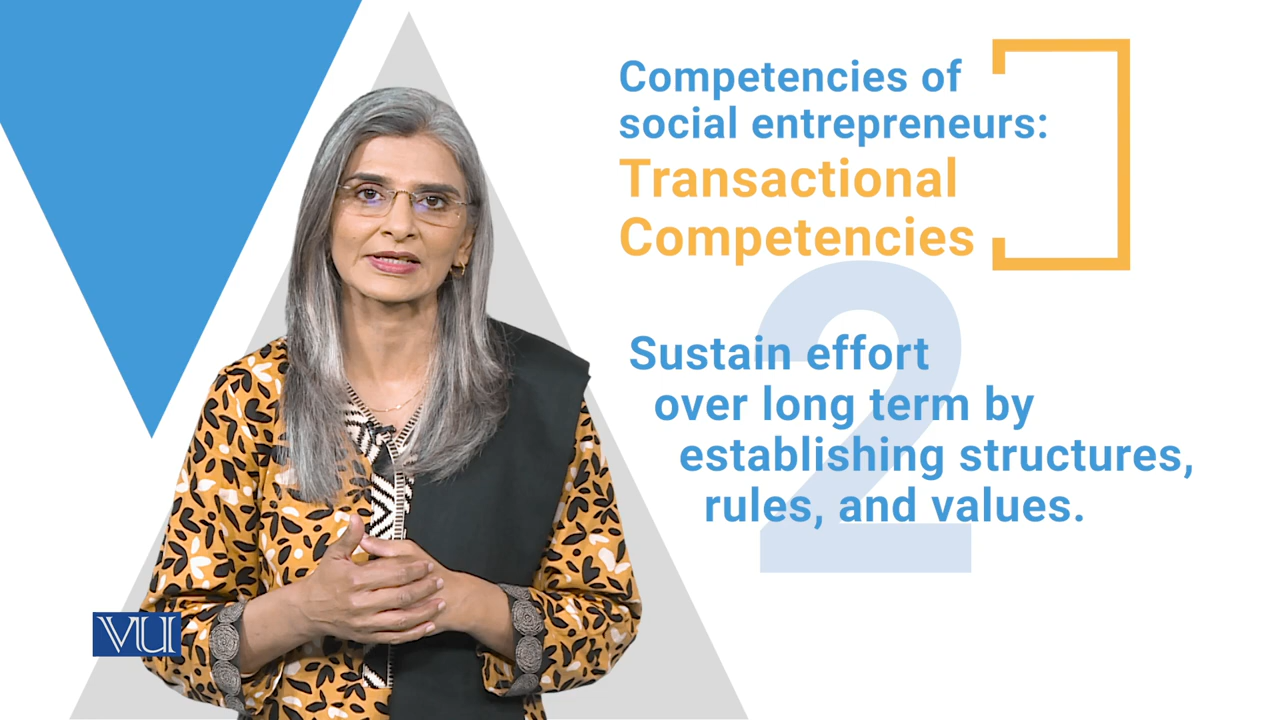 Competencies of
social entrepreneurs:
Transactional
Competencies
2
Sustain effort
over long term by
establishing structures,
rules, and values.
VU